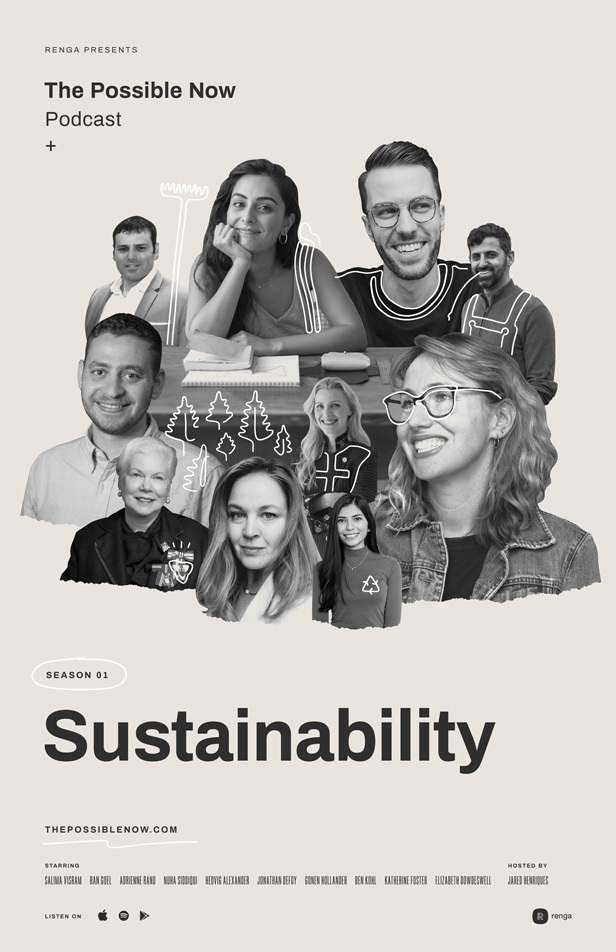 RENGA PRESENTS
The Possible Now
Podcast
+
SEASON 01
Sustainability
THEPOSSIBLENOW.COM
STARRING
HOSTED BY
SALIMA VISRAM RAN GOEL ADRIENNE RAND NUHA SIDDIQUI HEDVIG ALEXANDER JONATHAN DEFOY GONEN HOLLANDER BEN KOHL KATHERINE FOSTER ELIZABETH DOWDESWELL JARED HENRIQUES
LISTEN ON
renga